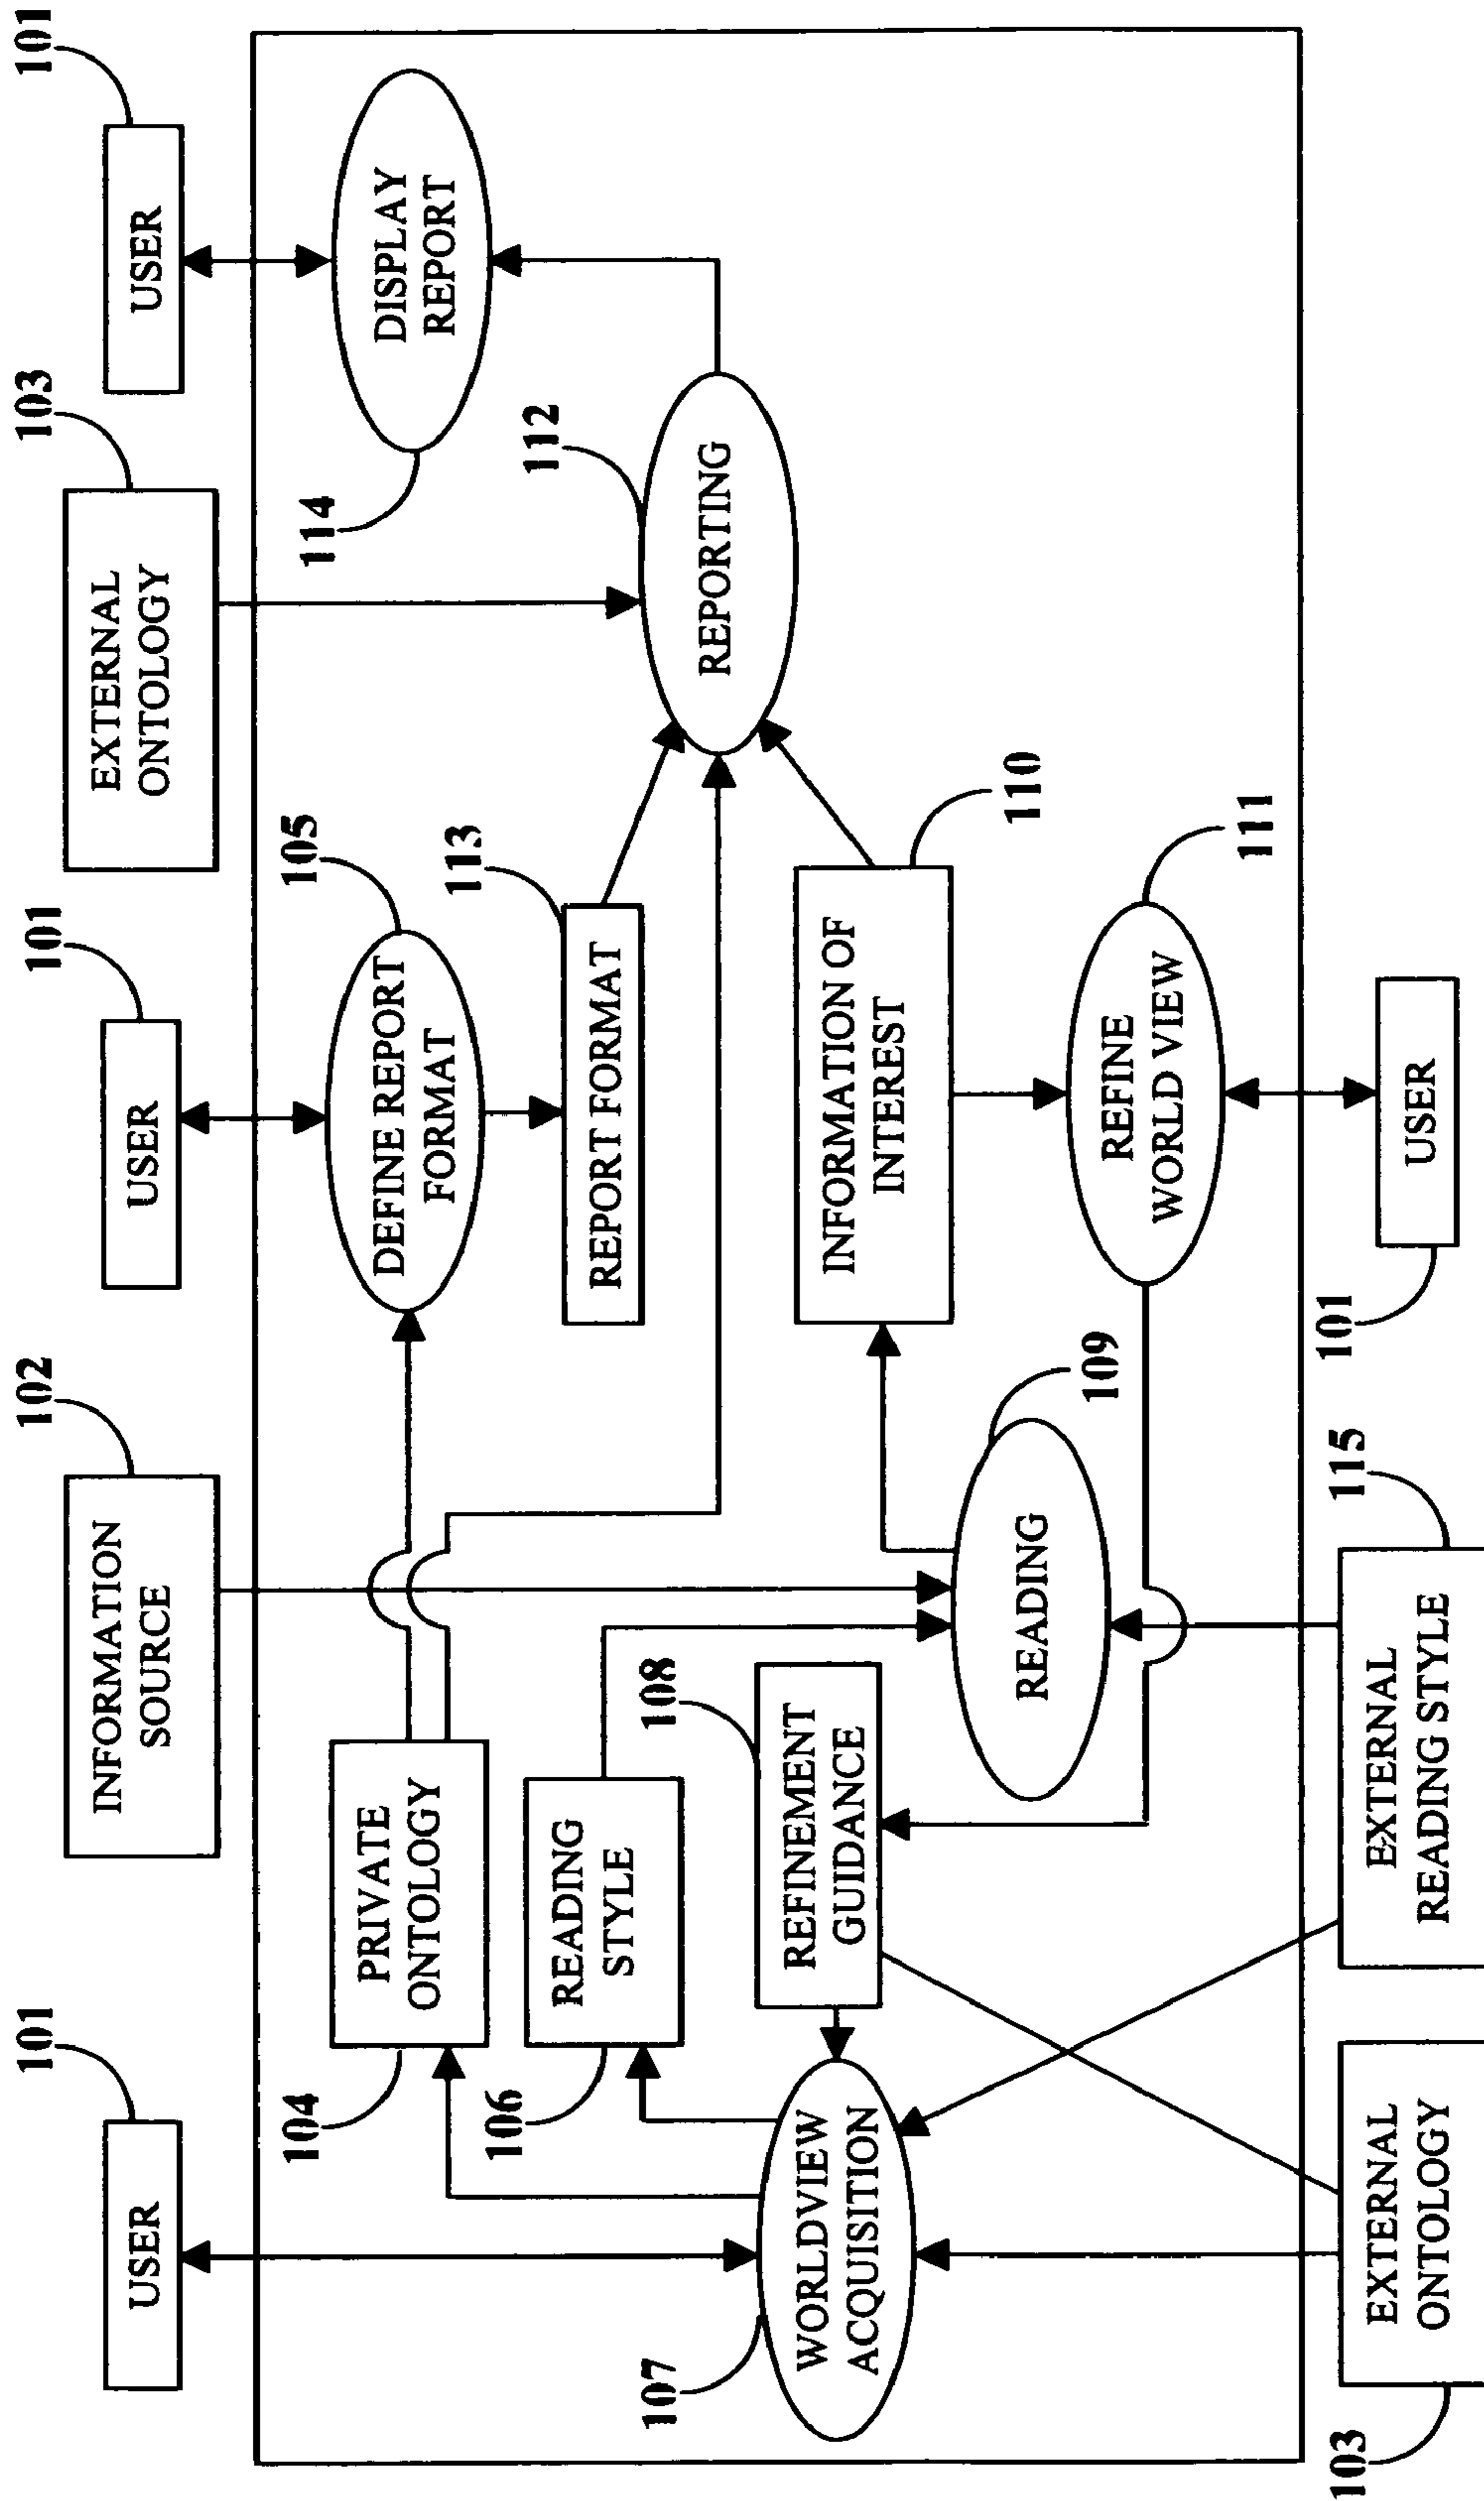 101
USER
102
INFORMATION
SOURCE
101
USER
103
EXTERNAL
ONTOLOGY
101
USER
104
PRIVATE
ONTOLOGY
105
DEFINE REPORT
FORMAT
114
DISPLAY
REPORT
106
READING
STYLE
113
REPORT FORMAT
112
REPORTING
107
WORLDVIEW
ACQUISITION
108
REFINEMENT
GUIDANCE
INFORMATION OF
INTEREST
110
READING
109
REFINE
WORLD VIEW
111
103
EXTERNAL
ONTOLOGY
EXTERNAL
READING STYLE
115
101
USER